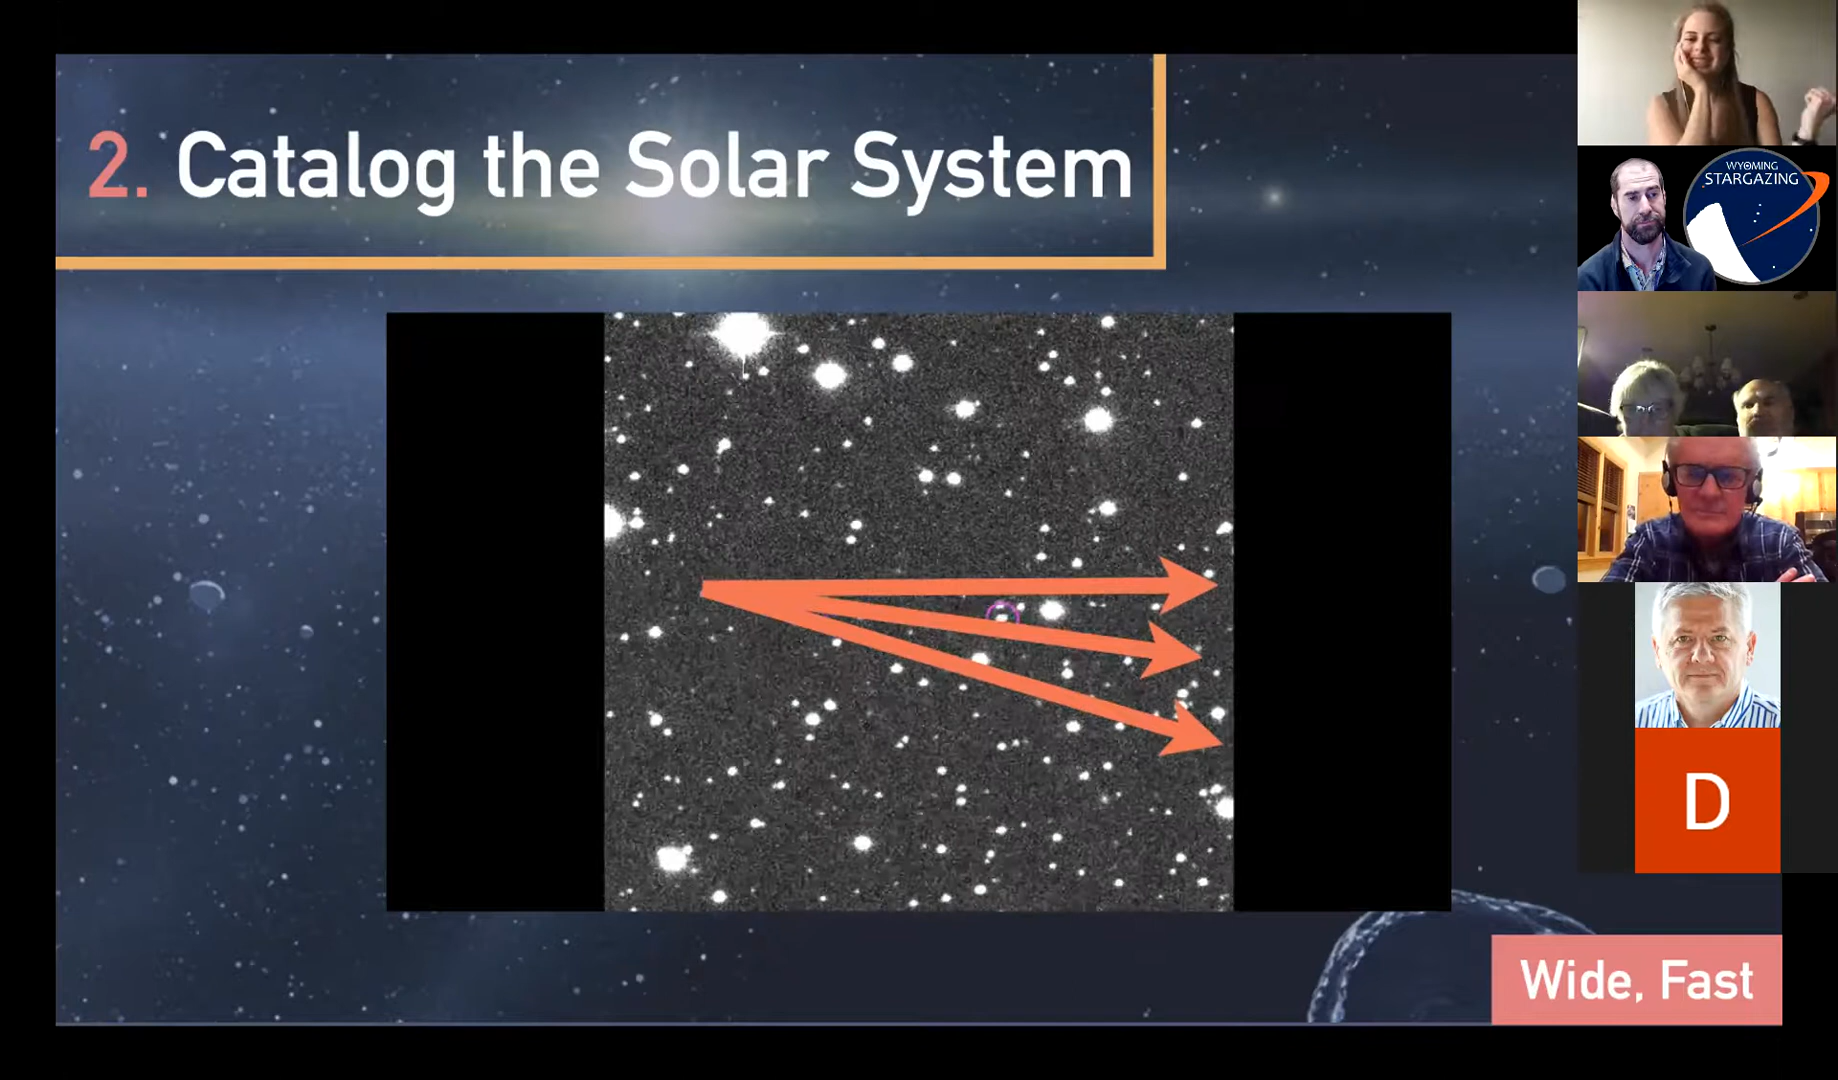 2. Catalog the Solar System
WYOMING
STARGAZING
D
Wide, Fast